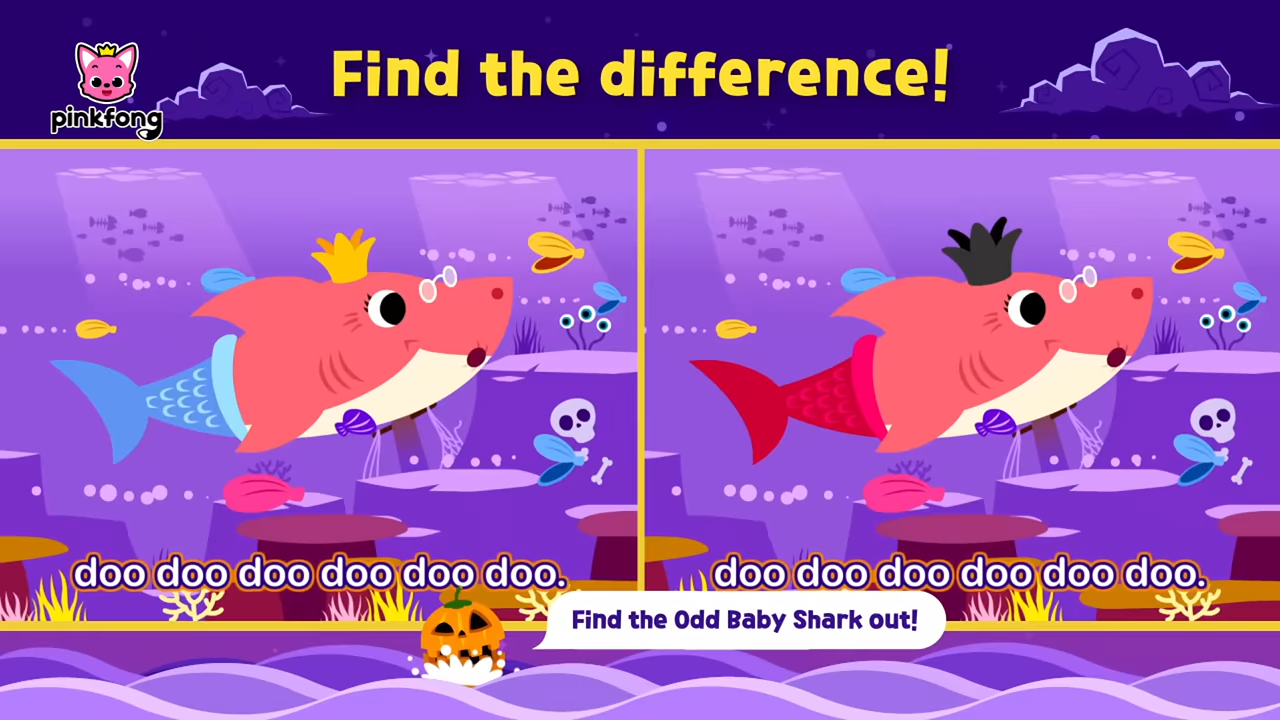 Find the difference!
pinkfong
doo doo doo doo doo doo.
doo doo doo doo doo doo.
Find the Odd Baby Shark out!